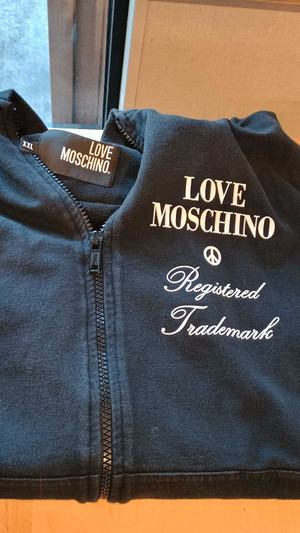 XXL
LOVE
MOSCHINO.
LOVE
MOSCHINO
Registered
Trademark